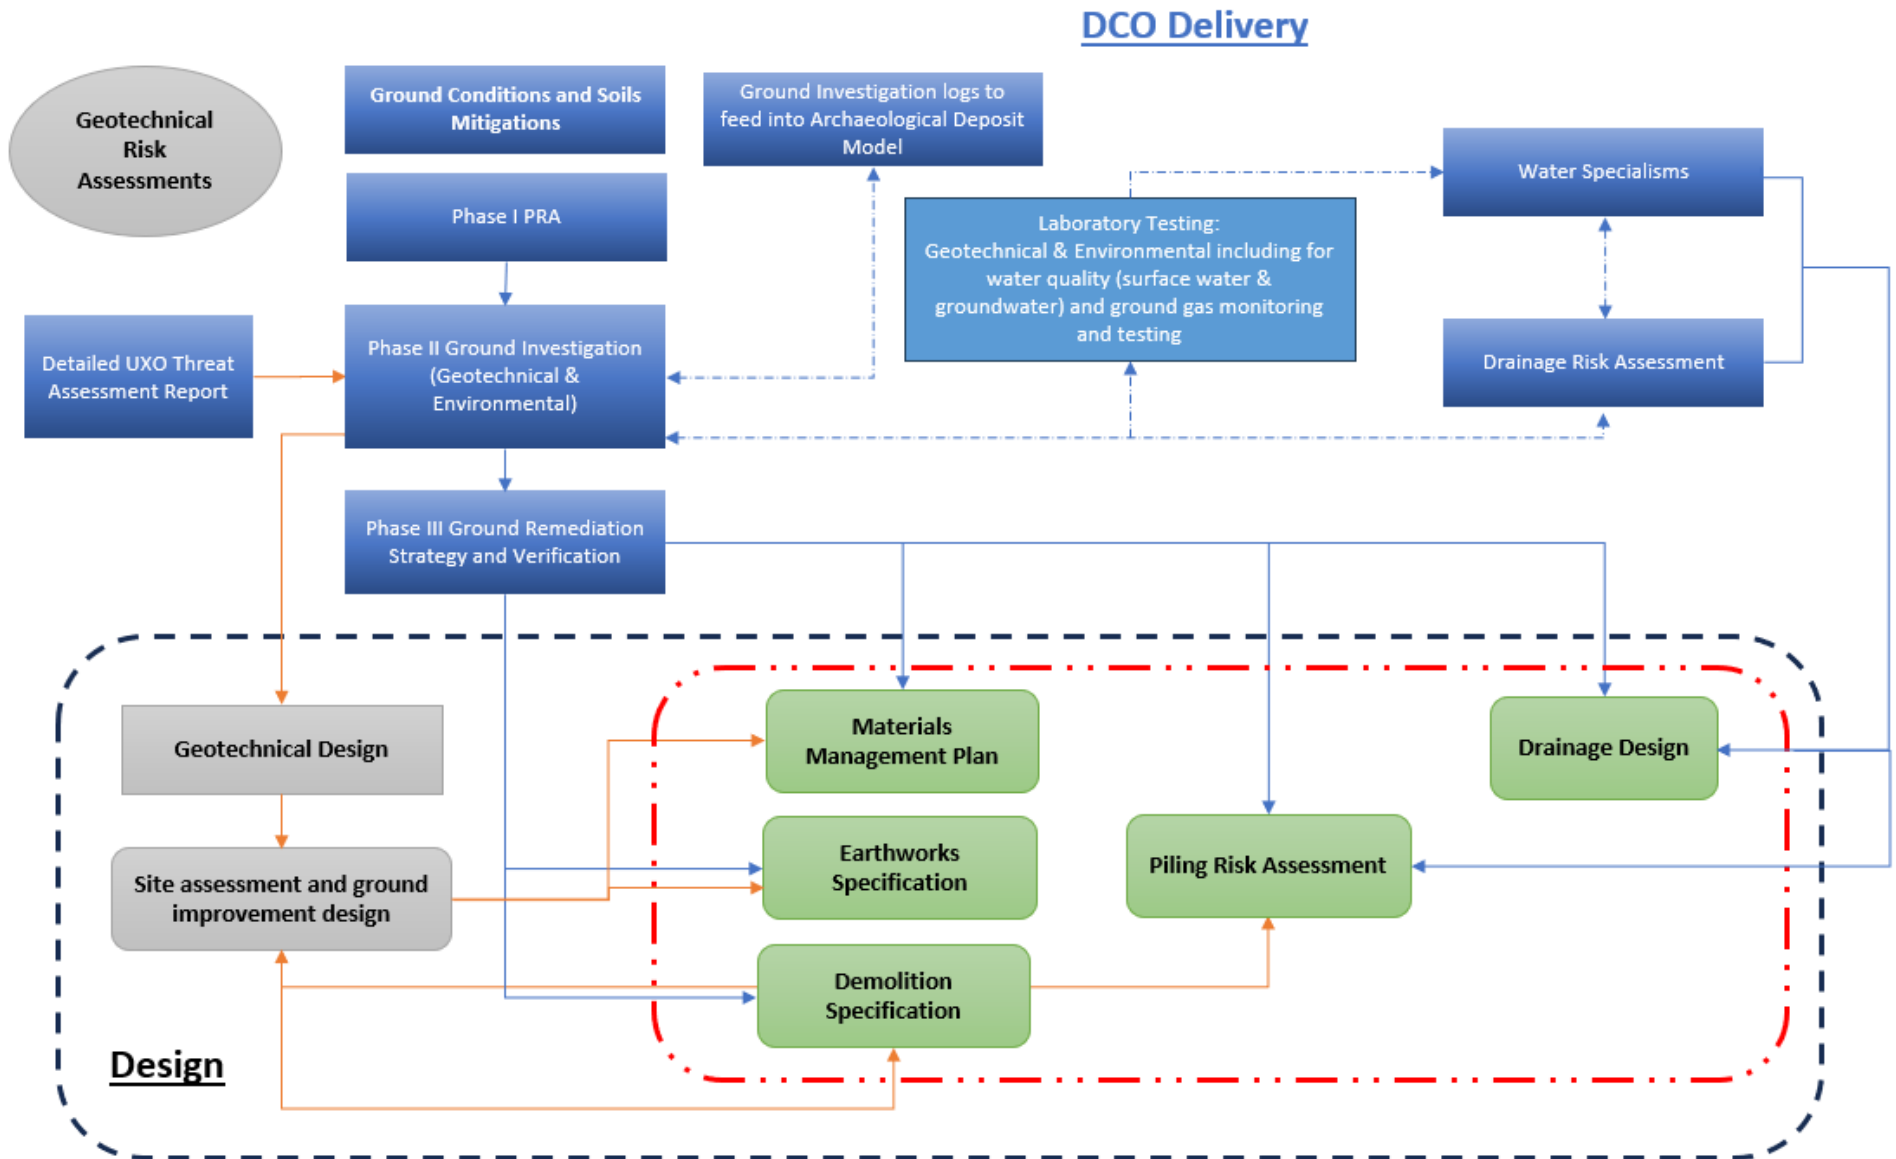 DCO Delivery
Geotechnical
Risk
Assessments
Ground Conditions and Soils
Mitigations
Ground Investigation logs to
feed into Archaeological Deposit
Model
Water Specialisms
Phase I PRA
Laboratory Testing:
Geotechnical & Environmental including for
water quality (surface water &
groundwater) and ground gas monitoring
and testing
Detailed UXO Threat
Assessment Report
Phase II Ground Investigation
(Geotechnical &
Environmental)
Drainage Risk Assessment
Phase III Ground Remediation
Strategy and Verification
Geotechnical Design
Materials
Management Plan
Drainage Design
Site assessment and ground
improvement design
Earthworks
Specification
Piling Risk Assessment
Demolition
Specification
Design